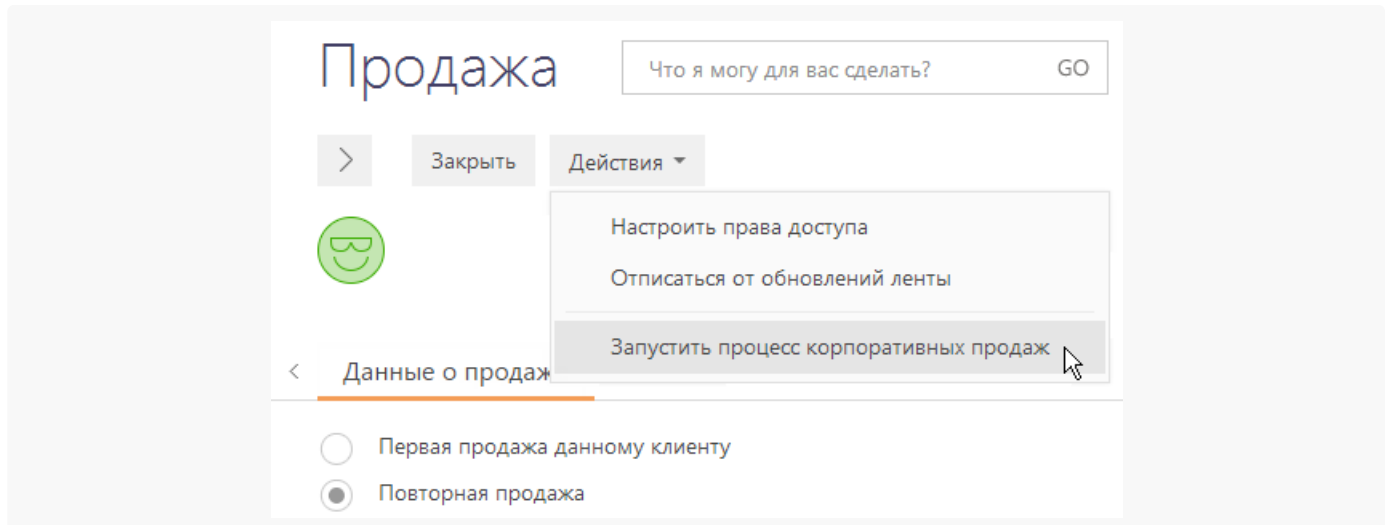 Продажа
Что я могу для вас сделать? GO
Закрыть Действия
Настроить права доступа
Отписаться от обновлений ленты
Запустить процесс корпоративных продаж
Данные о продаж
Первая продажа данному клиенту
Повторная продажа